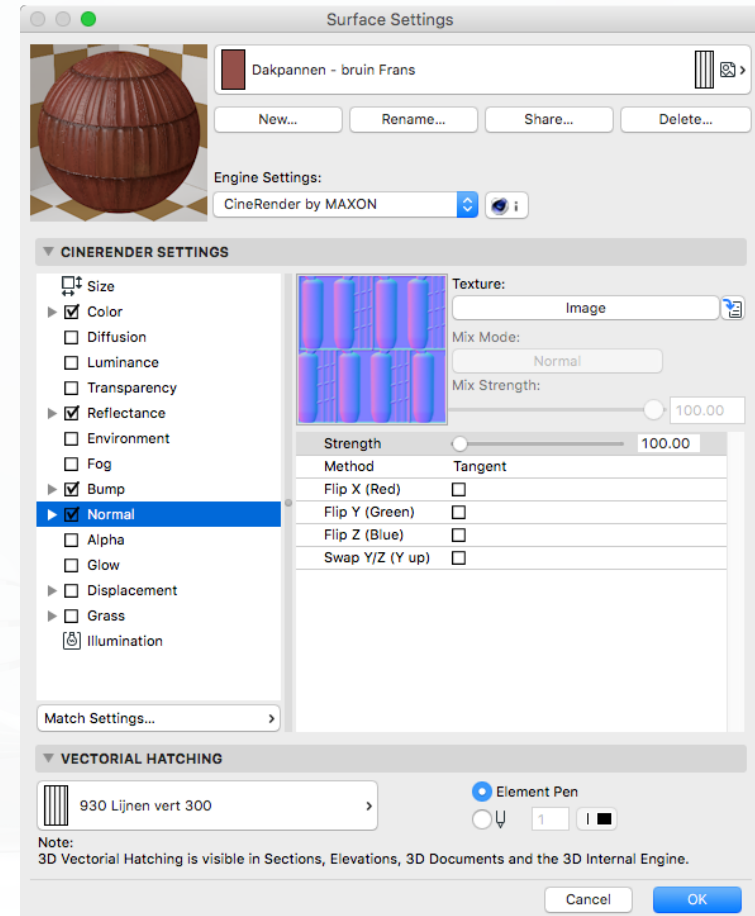 Surface Settings
Dakpannen - bruin Frans
New...
Rename...
Share...
Delete...
Engine Settings:
CineRender by MAXON
i
CINERENDER SETTINGS
Size
Color
Diffusion
Luminance
Transparency
Reflectance
Environment
Fog
Bump
Normal
Alpha
Glow
Displacement
Grass
Illumination
Match Settings...
Texture:
Image
Mix Mode:
Normal
Mix Strength:
100.00
Strength 100.00
Method Tangent
Flip X (Red)
Flip Y (Green)
Flip Z (Blue)
Swap Y/Z (Y up)
VECTORIAL HATCHING
930 Lijnen vert 300
Element Pen
1
Note:
3D Vectorial Hatching is visible in Sections, Elevations, 3D Documents and the 3D Internal Engine.
Cancel
OK